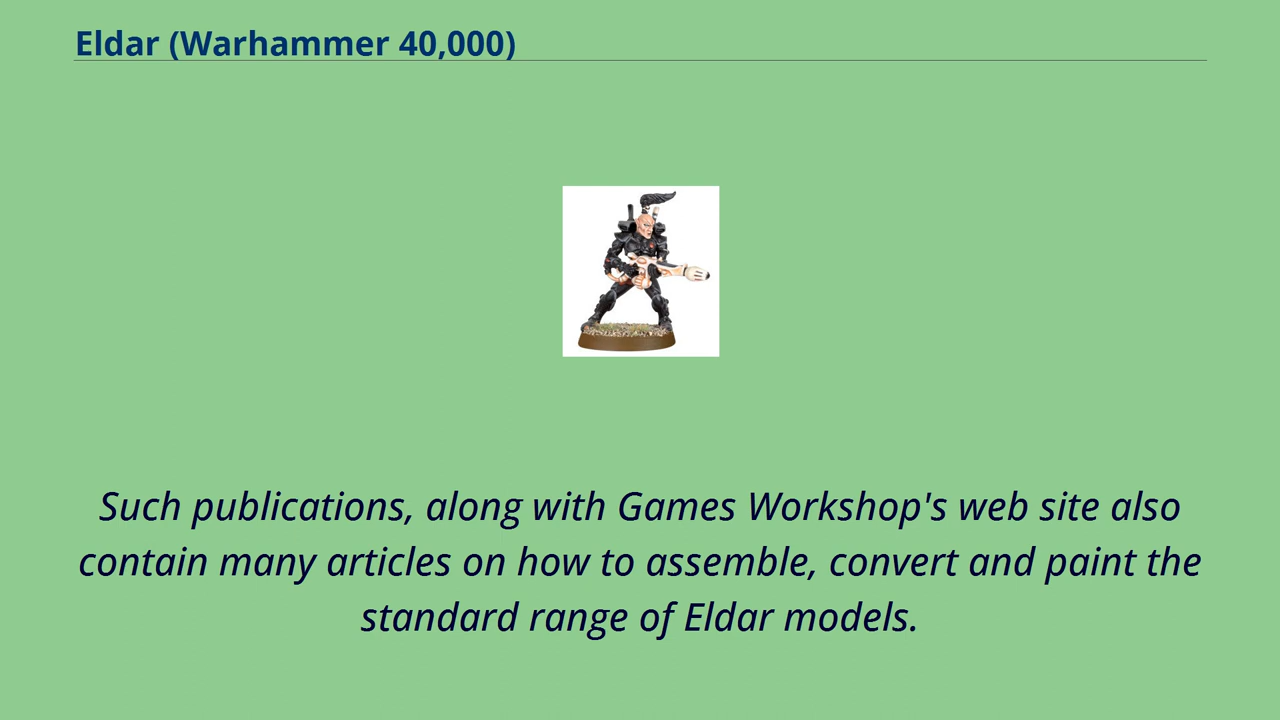 Eldar (Warhammer 40,000)
Such publications, along with Games Workshop's web site also
contain many articles on how to assemble, convert and paint the
standard range of Eldar models.